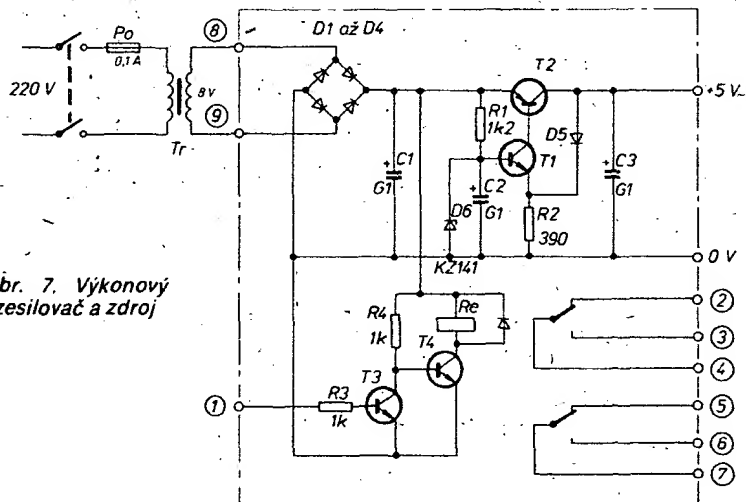 Po
0,1 A
220 V
8 V
Tr
8
9
D1 až D4
T2
+5 V
R1
1k2
D5
T1
C1
G1
C2
G1
C3
G1
D6
R2
390
KZ141
0 V
br. 7. Výkonový
zesilovač a zdroj
R4
1k
Re
T4
T3
R3
1k
1
2
3
4
5
6
7